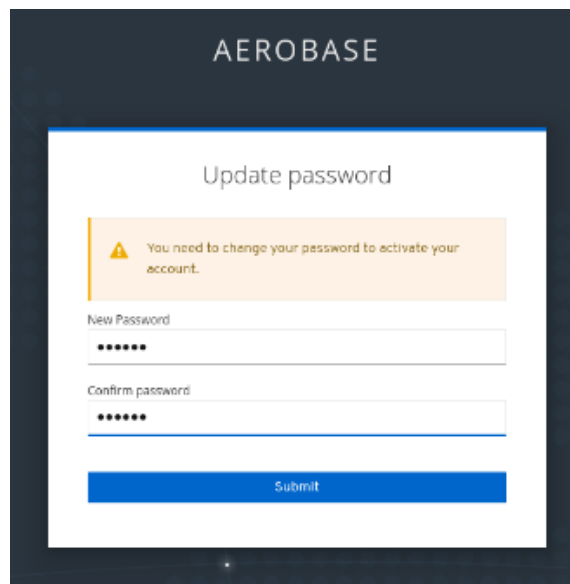 AEROBASE
Update password
You need to change your password to activate your
account.
New Password
••••••
Confirm password
••••••
Submit